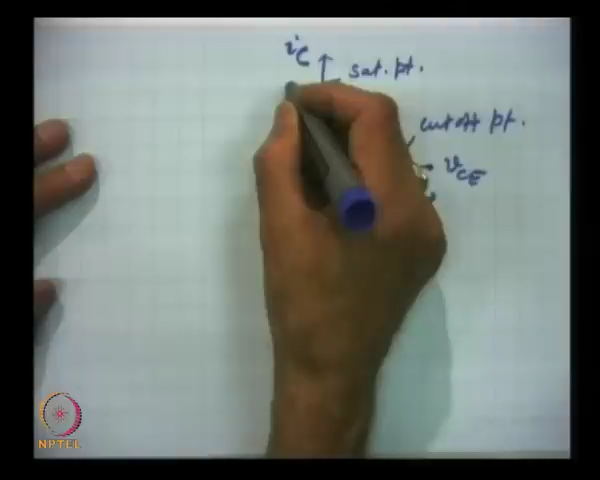 ic
sat. pt.
cutoff pt.
vCE
NPTEL